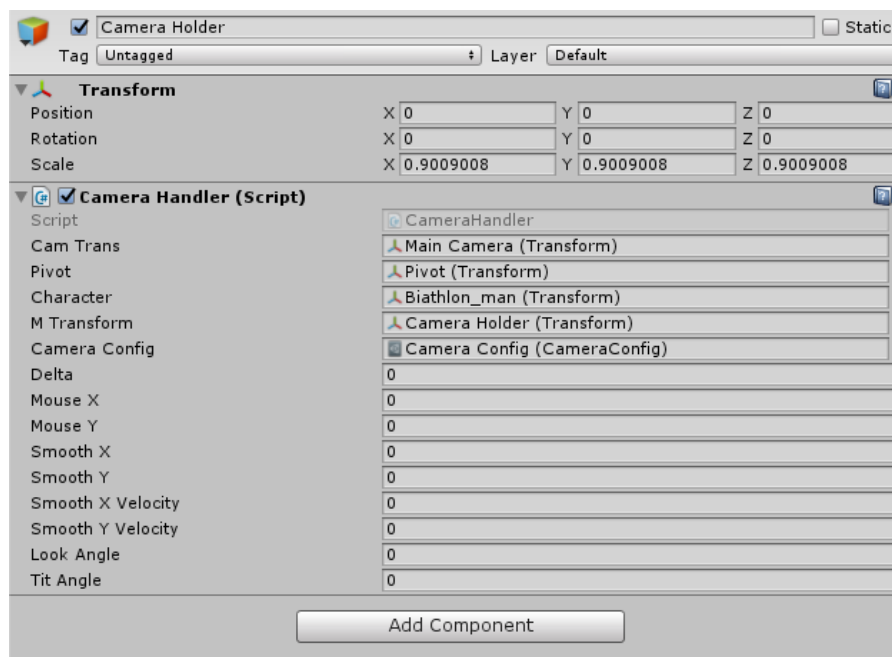 Camera Holder Static
Tag Untagged Layer Default
Transform
Position X 0 Y 0 Z 0
Rotation X 0 Y 0 Z 0
Scale X 0.9009008 Y 0.9009008 Z 0.9009008
Camera Handler (Script)
Script CameraHandler
Cam Trans Main Camera (Transform)
Pivot Pivot (Transform)
Character Biathlon_man (Transform)
M Transform Camera Holder (Transform)
Camera Config Camera Config (CameraConfig)
Delta 0
Mouse X 0
Mouse Y 0
Smooth X 0
Smooth Y 0
Smooth X Velocity 0
Smooth Y Velocity 0
Look Angle 0
Tit Angle 0
Add Component